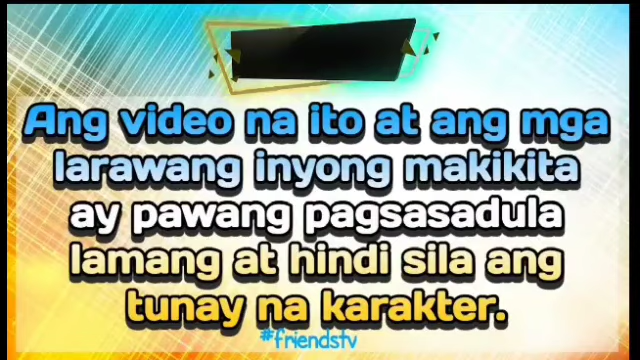 Ang video na ito at ang mga
larawang inyong makikita
ay pawang pagsasadula
lamang at hindi sila ang
tunay na karakter.
#friendstv